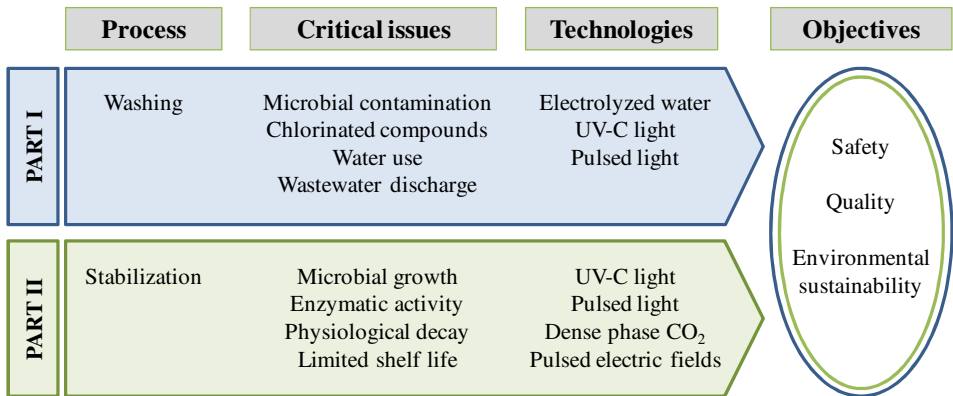 Process
Critical issues
Technologies
Objectives
PART I
Washing
Microbial contamination
Chlorinated compounds
Water use
Wastewater discharge
Electrolyzed water
UV-C light
Pulsed light
PART II
Stabilization
Microbial growth
Enzymatic activity
Physiological decay
Limited shelf life
UV-C light
Pulsed light
Dense phase CO₂
Pulsed electric fields
Safety
Quality
Environmental
sustainability